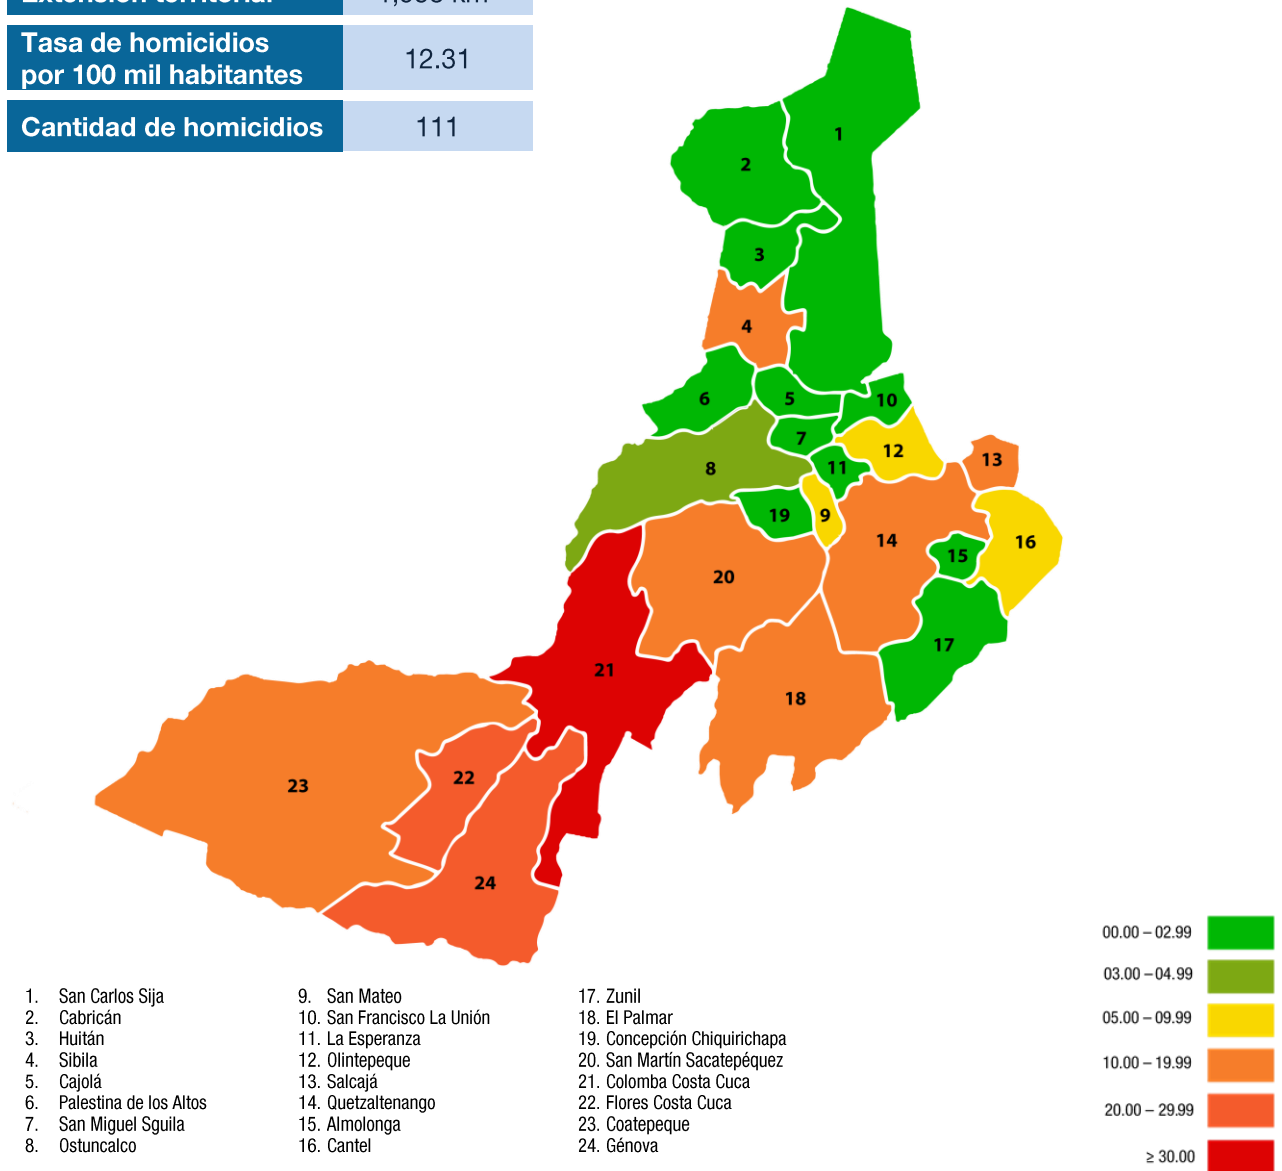 Extensión territorial
Tasa de homicidios
por 100 mil habitantes
12.31
Cantidad de homicidios
111
1
2
3
4
6
5
10
7
12
8
11
13
19
9
14
16
15
20
17
21
18
22
23
24
00.00 – 02.99
03.00 – 04.99
05.00 – 09.99
10.00 – 19.99
20.00 – 29.99
≥ 30.00
1. San Carlos Sija
2. Cabricán
3. Huitán
4. Sibila
5. Cajolá
6. Palestina de los Altos
7. San Miguel Sguila
8. Ostuncalco
9. San Mateo
10. San Francisco La Unión
11. La Esperanza
12. Olintepeque
13. Salcajá
14. Quetzaltenango
15. Almolonga
16. Cantel
17. Zunil
18. El Palmar
19. Concepción Chiquirichapa
20. San Martín Sacatepéquez
21. Colomba Costa Cuca
22. Flores Costa Cuca
23. Coatepeque
24. Génova